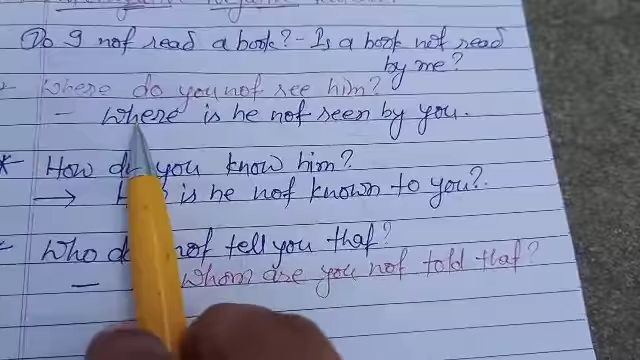 Do I not read a book? - Is a book not read
by me?
Where do you not see him?
- Where is he not seen by you.
* How do you know him?
→ is he not known to you?
- Who do not tell you that?
- Whom are you not told that?